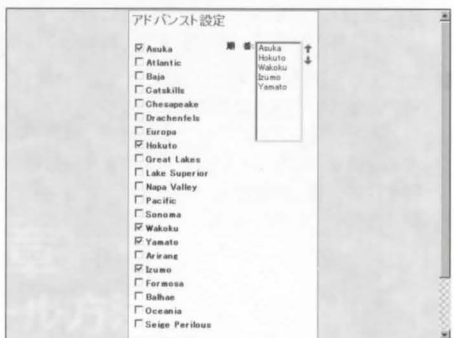 アドバンスト設定
Asuka
Atlantic
Baja
Catskills
Chesapeake
Drachenfels
Europa
Hokuto
Great Lakes
Lake Superior
Napa Valley
Pacific
Sonoma
Wakoku
Yamato
Arirang
Izumo
Formosa
Balhae
Oceania
Seige Perilous
順 番:
Asuka
Hokuto
Wakoku
Izumo
Yamato